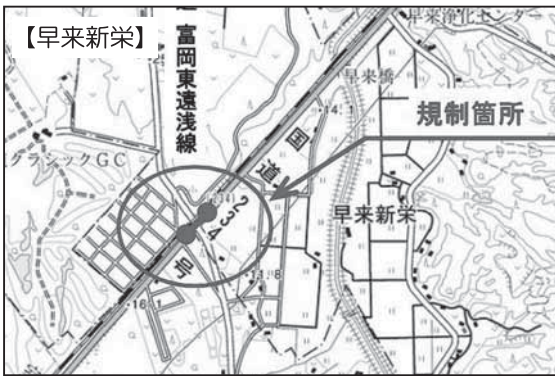 【早来新栄】
富岡東遠浅線
早来浄化センター
早来橋
規制箇所
クラシックGC
国道234号
早来新栄